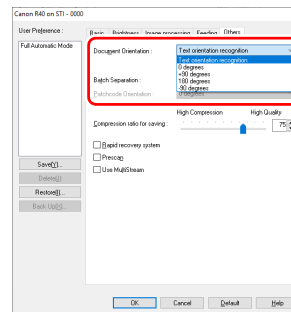 Canon R40 on STI - 0000
User Preference :
Full Automatic Mode
Save(Y)...
Delete(J)
Restore(I)...
Back Up(H)...
Basic Brightness Image processing Feeding Others
Document Orientation :
Text orientation recognition
Text orientation recognition
0 degrees
+90 degrees
180 degrees
-90 degrees
Batch Separation :
Patchcode Orientation :
0 degrees
High Compression High Quality
Compression ratio for saving :
75
Rapid recovery system
Prescan
Use MultiStream
OK Cancel Default Help